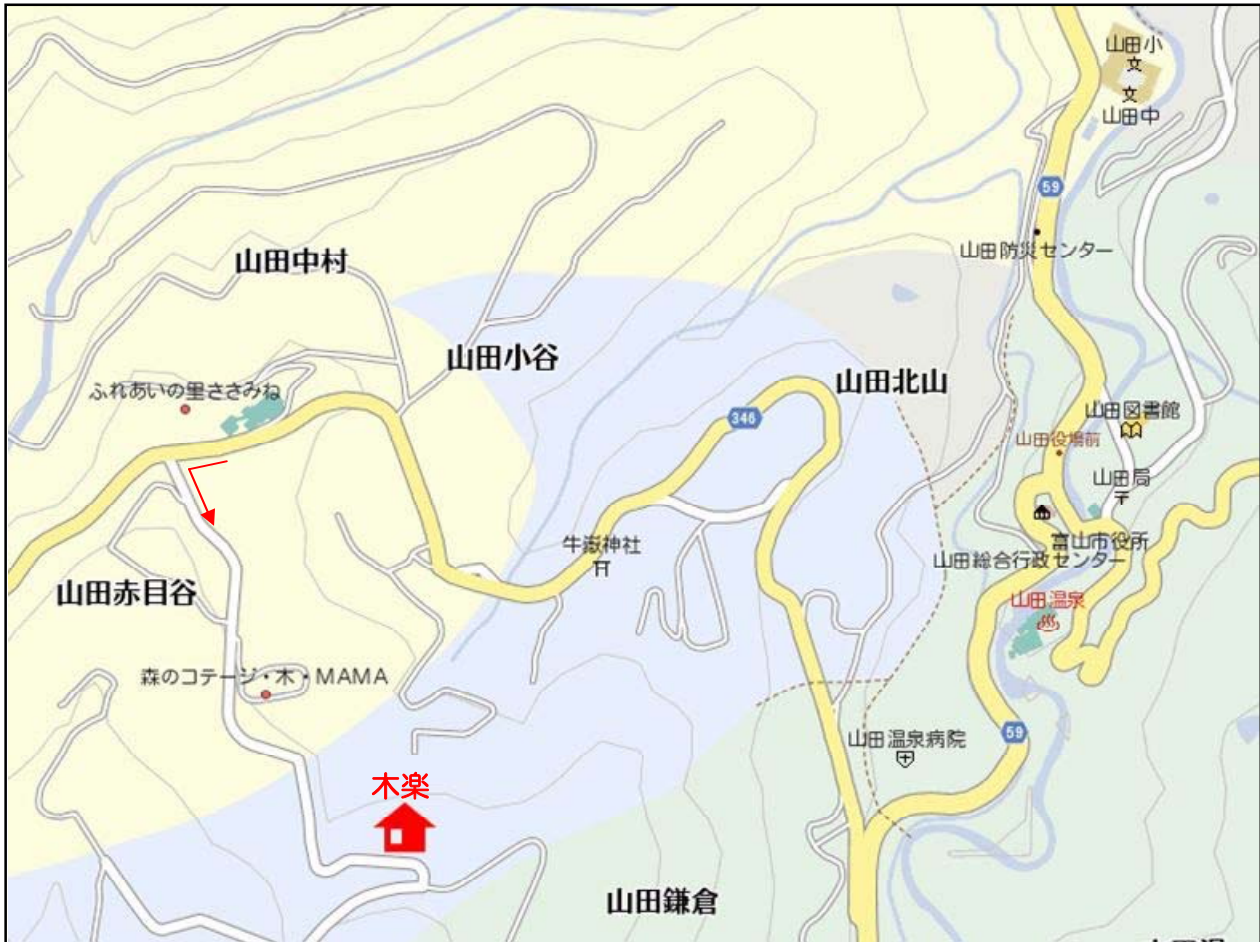 山田小
文
文
山田中
59
山田防災センター
山田中村
山田小谷
山田北山
ふれあいの里ささみね
346
山田図書館
山田役場前
山田局
〒
牛嶽神社
富山市役所
山田総合行政センター
山田赤目谷
山田温泉
森のコテージ・木・MAMA
59
山田温泉病院
木楽
山田鎌倉